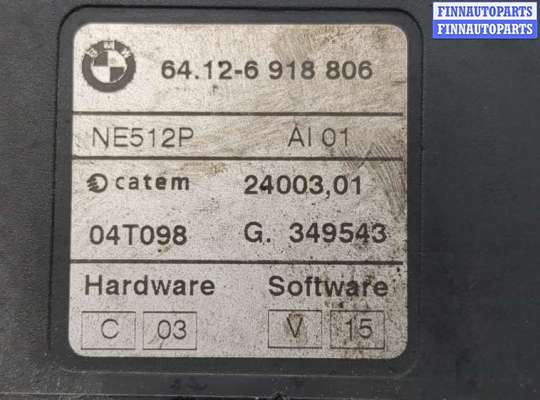 FINNAUTOPARTS
FINNAUTOPARTS
BMW
64.12-6 918 806
NE512P AI 01
catem 24003,01
04T098 G. 349543
Hardware Software
C 03 V 15